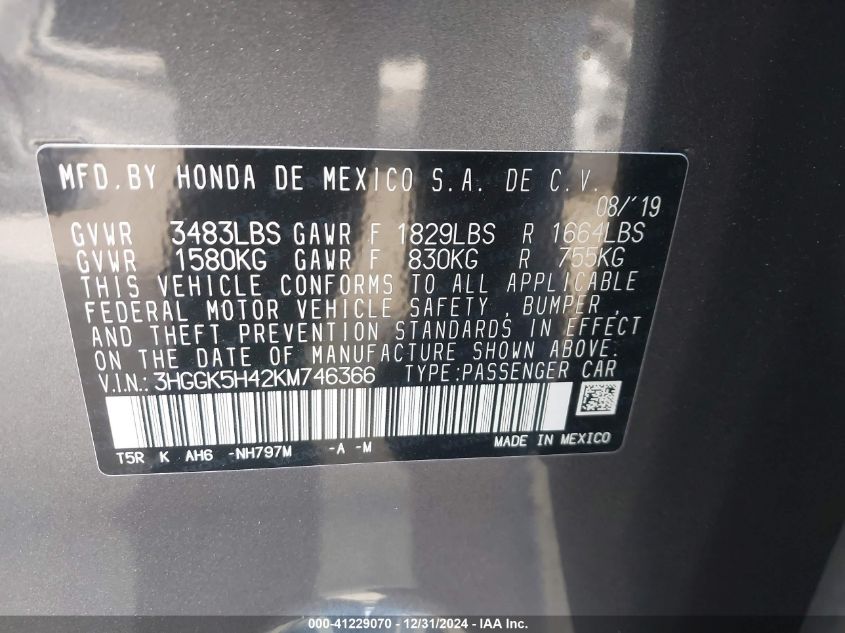 MFD.BY HONDA DE MEXICO S.A. DE C.V.
08/'19
GVWR 3483LBS GAWR F 1829LBS R 1664LBS
GVWR 1580KG GAWR F 830KG R 755KG
THIS VEHICLE CONFORMS TO ALL APPLICABLE
FEDERAL MOTOR VEHICLE SAFETY, BUMPER,
AND THEFT PREVENTION STANDARDS IN EFFECT
ON THE DATE OF MANUFACTURE SHOWN ABOVE.
V.I.N.: 3HGGK5H42KM746366 TYPE:PASSENGER CAR
T5R K AH6 -NH797M -A -M MADE IN MEXICO
000-41229070 - 12/31/2024 - IAA Inc.